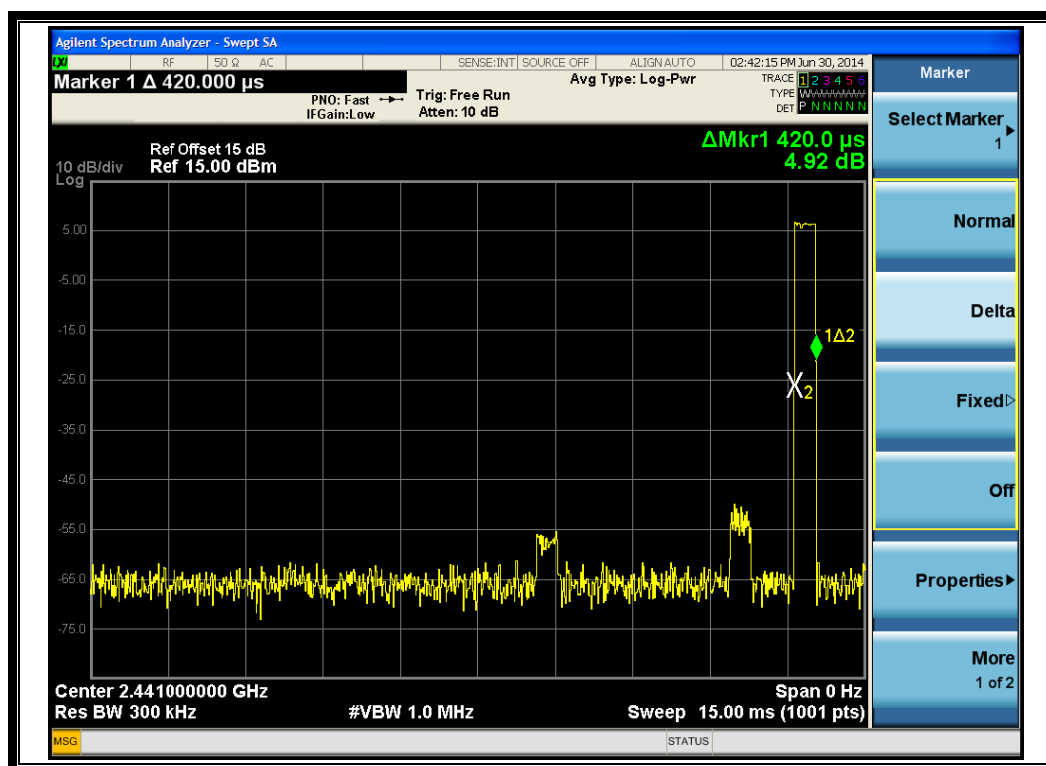 Agilent Spectrum Analyzer - Swept SA
LXI RF 50 Ω AC SENSE:INT SOURCE OFF ALIGN AUTO 02:42:15 PM Jun 30, 2014
Marker 1 Δ 420.000 µs
PNO: Fast
IFGain:Low
Trig: Free Run
Atten: 10 dB
Avg Type: Log-Pwr
TRACE 1 2 3 4 5 6
TYPE WWWWWW
DET P N N N N N
ΔMkr1 420.0 µs
4.92 dB
Ref Offset 15 dB
10 dB/div Ref 15.00 dBm
Log
5.00
-5.00
-15.0
1Δ2
-25.0
2
-35.0
-45.0
-55.0
-65.0
-75.0
Center 2.441000000 GHz Span 0 Hz
Res BW 300 kHz #VBW 1.0 MHz Sweep 15.00 ms (1001 pts)
MSG STATUS
Marker
Select Marker
1
Normal
Delta
Fixed
Off
Properties
More
1 of 2